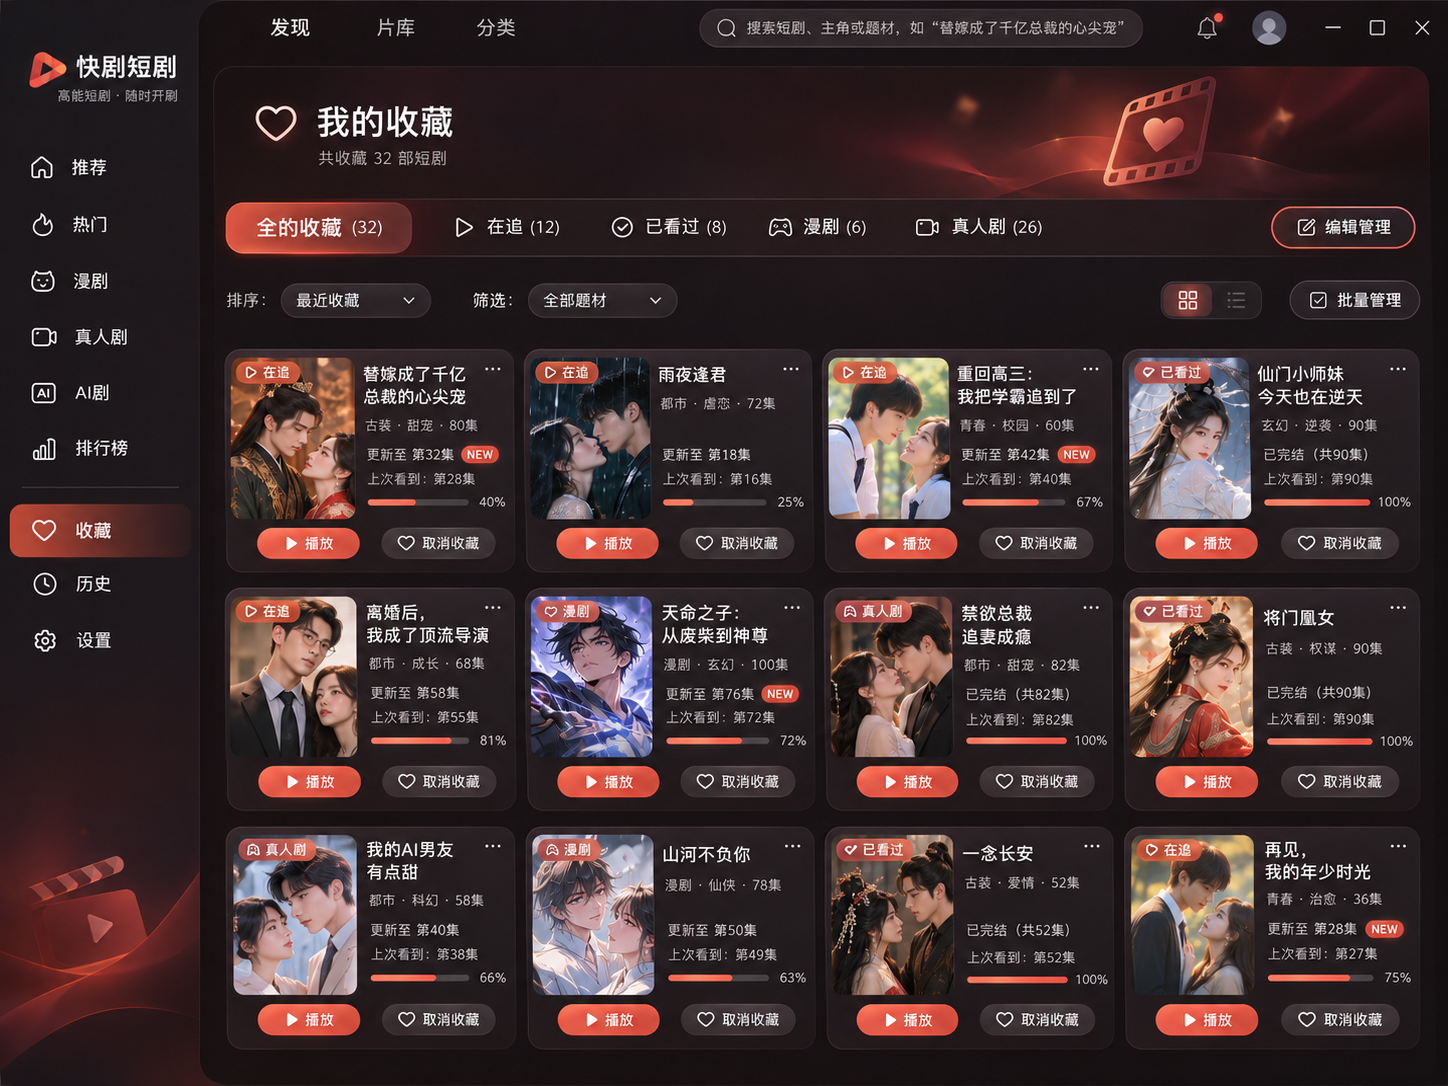 快剧短剧
高能短剧 · 随时开刷
推荐
热门
漫剧
真人剧
AI剧
排行榜
收藏
历史
设置
发现
片库
分类
搜索短剧、主角或题材，如“替嫁成了千亿总裁的心尖宠”
我的收藏
共收藏 32 部短剧
全的收藏 (32)
在追 (12)
已看过 (8)
漫剧 (6)
真人剧 (26)
编辑管理
排序：
最近收藏
筛选：
全部题材
批量管理
在追
替嫁成了千亿
总裁的心尖宠
古装 · 甜宠 · 80集
更新至 第32集 NEW
上次看到：第28集
40%
播放
取消收藏
在追
雨夜逢君
都市 · 虐恋 · 72集
更新至 第18集
上次看到：第16集
25%
播放
取消收藏
在追
重回高三：
我把学霸追到了
青春 · 校园 · 60集
更新至 第42集 NEW
上次看到：第40集
67%
播放
取消收藏
已看过
仙门小师妹
今天也在逆天
玄幻 · 逆袭 · 90集
已完结（共90集）
上次看到：第90集
100%
播放
取消收藏
在追
离婚后，
我成了顶流导演
都市 · 成长 · 68集
更新至 第58集
上次看到：第55集
81%
播放
取消收藏
漫剧
天命之子：
从废柴到神尊
漫剧 · 玄幻 · 100集
更新至 第76集 NEW
上次看到：第72集
72%
播放
取消收藏
真人剧
禁欲总裁
追妻成瘾
都市 · 甜宠 · 82集
已完结（共82集）
上次看到：第82集
100%
播放
取消收藏
已看过
将门凰女
古装 · 权谋 · 90集
已完结（共90集）
上次看到：第90集
100%
播放
取消收藏
真人剧
我的AI男友
有点甜
都市 · 科幻 · 58集
更新至 第40集
上次看到：第38集
66%
播放
取消收藏
漫剧
山河不负你
漫剧 · 仙侠 · 78集
更新至 第50集
上次看到：第49集
63%
播放
取消收藏
已看过
一念长安
古装 · 爱情 · 52集
已完结（共52集）
上次看到：第52集
100%
播放
取消收藏
在追
再见，
我的年少时光
青春 · 治愈 · 36集
更新至 第28集 NEW
上次看到：第27集
75%
播放
取消收藏